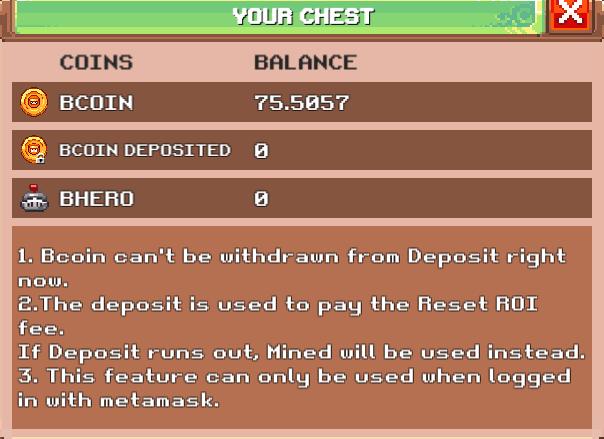 YOUR CHEST
COINS BALANCE
BCOIN 75.5057
BCOIN DEPOSITED 0
BHERO 0
1. Bcoin can't be withdrawn from Deposit right
now.
2.The deposit is used to pay the Reset ROI
fee.
If Deposit runs out, Mined will be used instead.
3. This feature can only be used when logged
in with metamask.